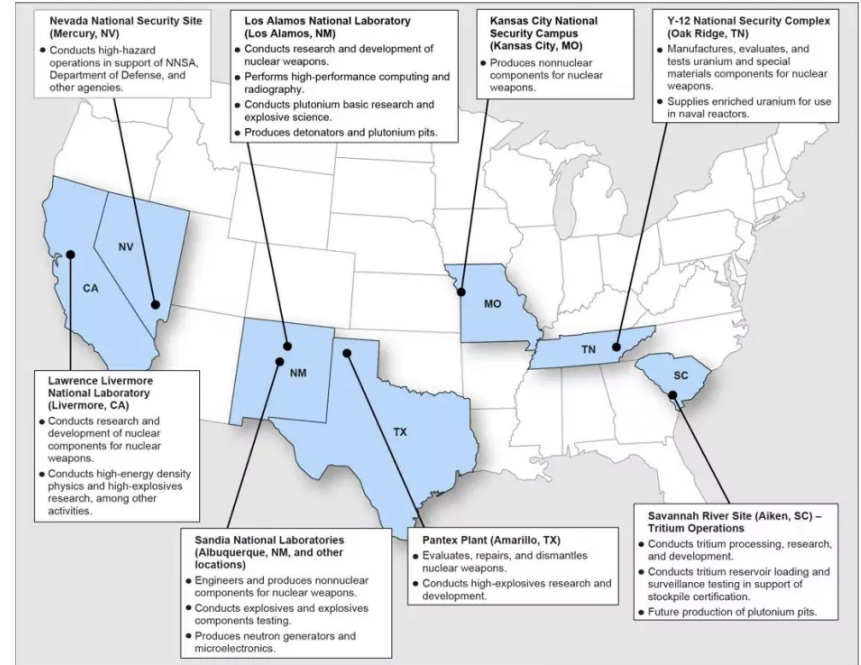 Nevada National Security Site
(Mercury, NV)
● Conducts high-hazard
operations in support of NNSA,
Department of Defense, and
other agencies.
Los Alamos National Laboratory
(Los Alamos, NM)
● Conducts research and development of
nuclear weapons.
● Performs high-performance computing and
radiography.
● Conducts plutonium basic research and
explosive science.
● Produces detonators and plutonium pits.
Kansas City National
Security Campus
(Kansas City, MO)
● Produces nonnuclear
components for nuclear
weapons.
Y-12 National Security Complex
(Oak Ridge, TN)
● Manufactures, evaluates, and
tests uranium and special
materials components for nuclear
weapons.
● Supplies enriched uranium for use
in naval reactors.
NV
CA
MO
TN
NM
SC
TX
Lawrence Livermore
National Laboratory
(Livermore, CA)
● Conducts research and
development of nuclear
components for nuclear
weapons.
● Conducts high-energy density
physics and high-explosives
research, among other
activities.
Sandia National Laboratories
(Albuquerque, NM, and other
locations)
● Engineers and produces nonnuclear
components for nuclear weapons.
● Conducts explosives and explosives
components testing.
● Produces neutron generators and
microelectronics.
Pantex Plant (Amarillo, TX)
● Evaluates, repairs, and dismantles
nuclear weapons.
● Conducts high-explosives research and
development.
Savannah River Site (Aiken, SC) –
Tritium Operations
● Conducts tritium processing, research,
and development.
● Conducts tritium reservoir loading and
surveillance testing in support of
stockpile certification.
● Future production of plutonium pits.